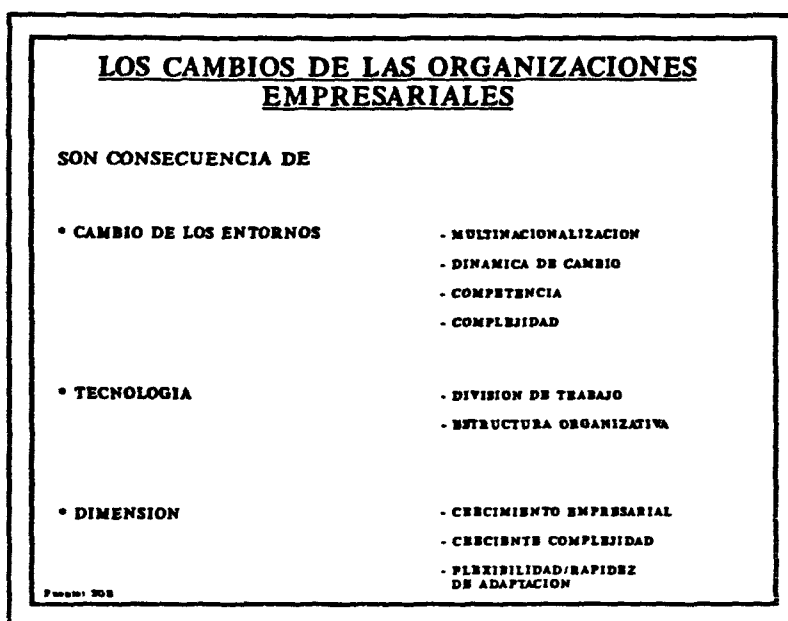 LOS CAMBIOS DE LAS ORGANIZACIONES
EMPRESARIALES
SON CONSECUENCIA DE
* CAMBIO DE LOS ENTORNOS
- MULTINACIONALIZACION
- DINAMICA DE CAMBIO
- COMPETENCIA
- COMPLEJIDAD
* TECNOLOGIA
- DIVISION DE TRABAJO
- ESTRUCTURA ORGANIZATIVA
* DIMENSION
- CRECIMIENTO EMPRESARIAL
- CRECIENTE COMPLEJIDAD
- FLEXIBILIDAD/RAPIDEZ
DE ADAPTACION
Fuente: